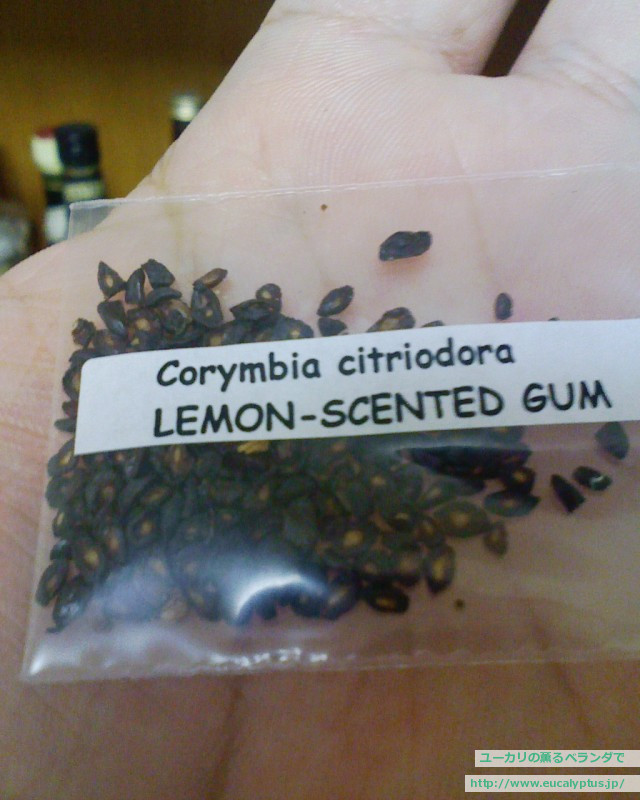 Corymbia citriodora
LEMON-SCENTED GUM
ユーカリの薫るベランダで
http://www.eucalyptus.jp/